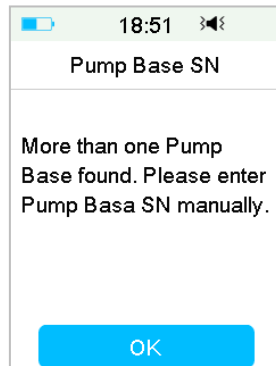 18:51
Pump Base SN
More than one Pump
Base found. Please enter
Pump Basa SN manually.
OK